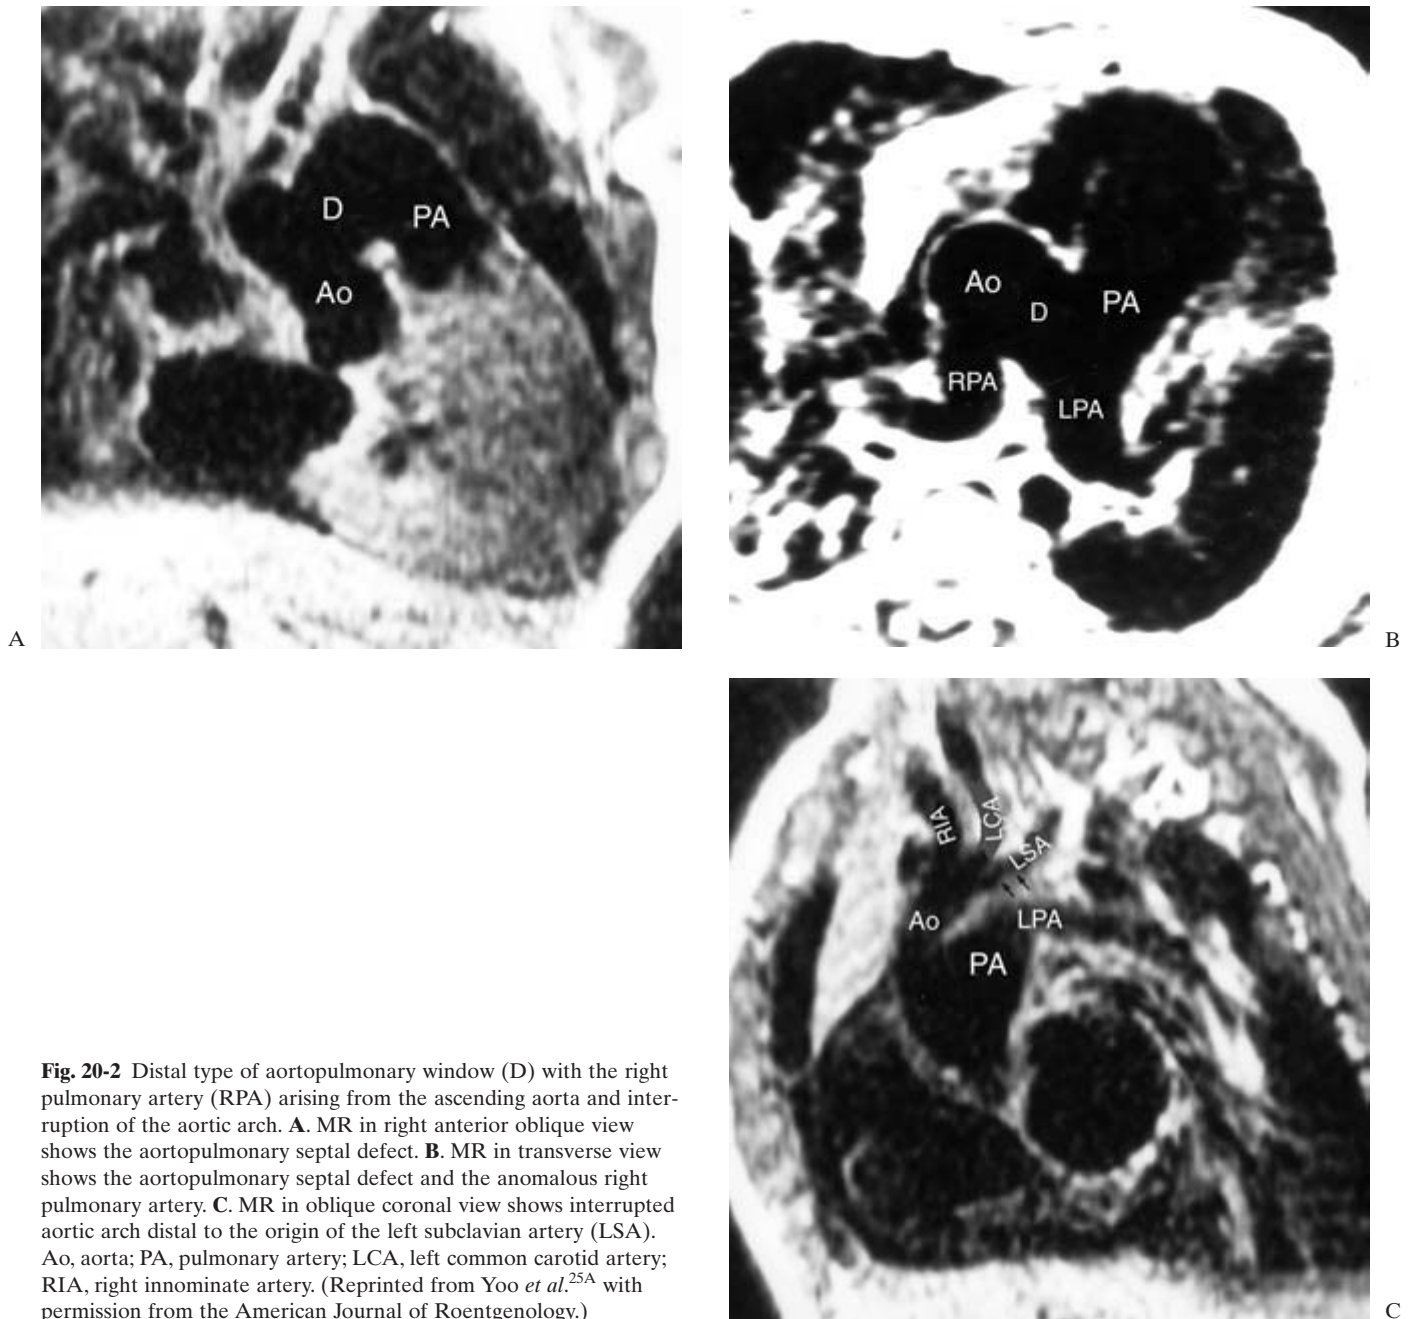 D
PA
Ao
A
Ao
D
PA
RPA
LPA
B
RIA
LCA
LSA
Ao
LPA
PA
C
Fig. 20-2 Distal type of aortopulmonary window (D) with the right
pulmonary artery (RPA) arising from the ascending aorta and inter-
ruption of the aortic arch. A. MR in right anterior oblique view
shows the aortopulmonary septal defect. B. MR in transverse view
shows the aortopulmonary septal defect and the anomalous right
pulmonary artery. C. MR in oblique coronal view shows interrupted
aortic arch distal to the origin of the left subclavian artery (LSA).
Ao, aorta; PA, pulmonary artery; LCA, left common carotid artery;
RIA, right innominate artery. (Reprinted from Yoo et al.25A with
permission from the American Journal of Roentgenology.)